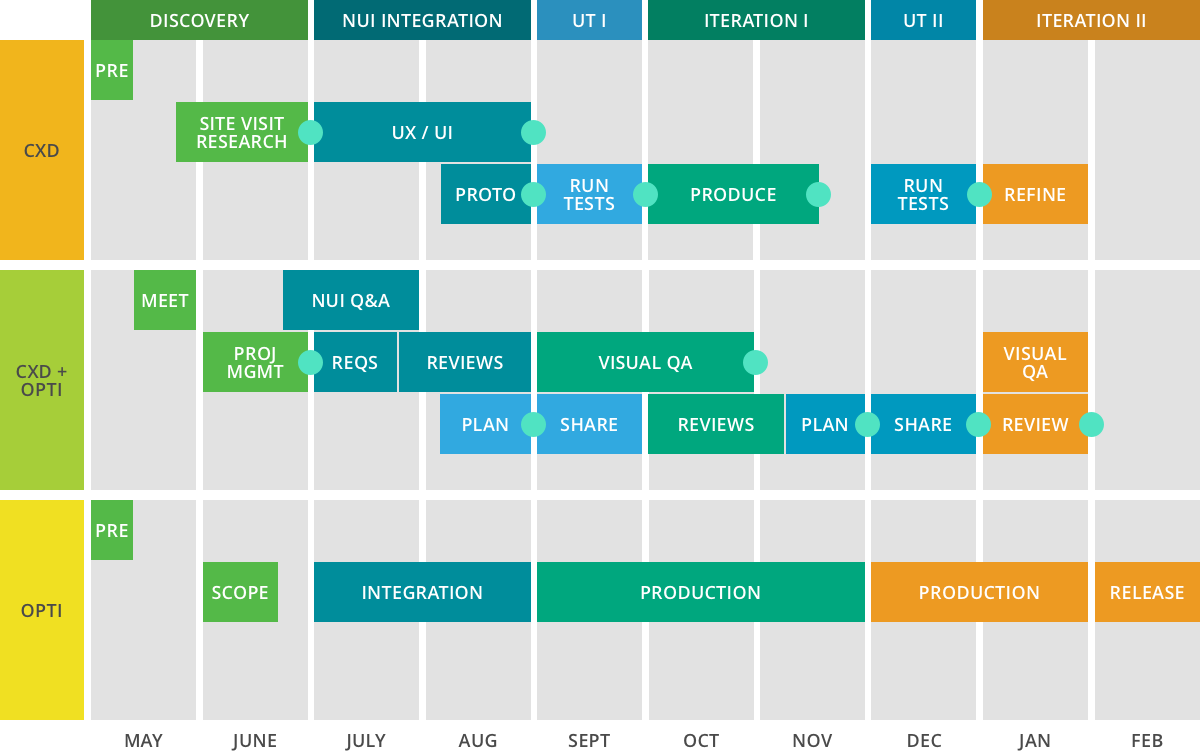 DISCOVERY
NUI INTEGRATION
UT I
ITERATION I
UT II
ITERATION II
CXD
PRE
SITE VISIT
RESEARCH
UX / UI
PROTO
RUN
TESTS
PRODUCE
RUN
TESTS
REFINE
CXD +
OPTI
MEET
NUI Q&A
PROJ
MGMT
REQS
REVIEWS
VISUAL QA
VISUAL
QA
PLAN
SHARE
REVIEWS
PLAN
SHARE
REVIEW
OPTI
PRE
SCOPE
INTEGRATION
PRODUCTION
PRODUCTION
RELEASE
MAY
JUNE
JULY
AUG
SEPT
OCT
NOV
DEC
JAN
FEB